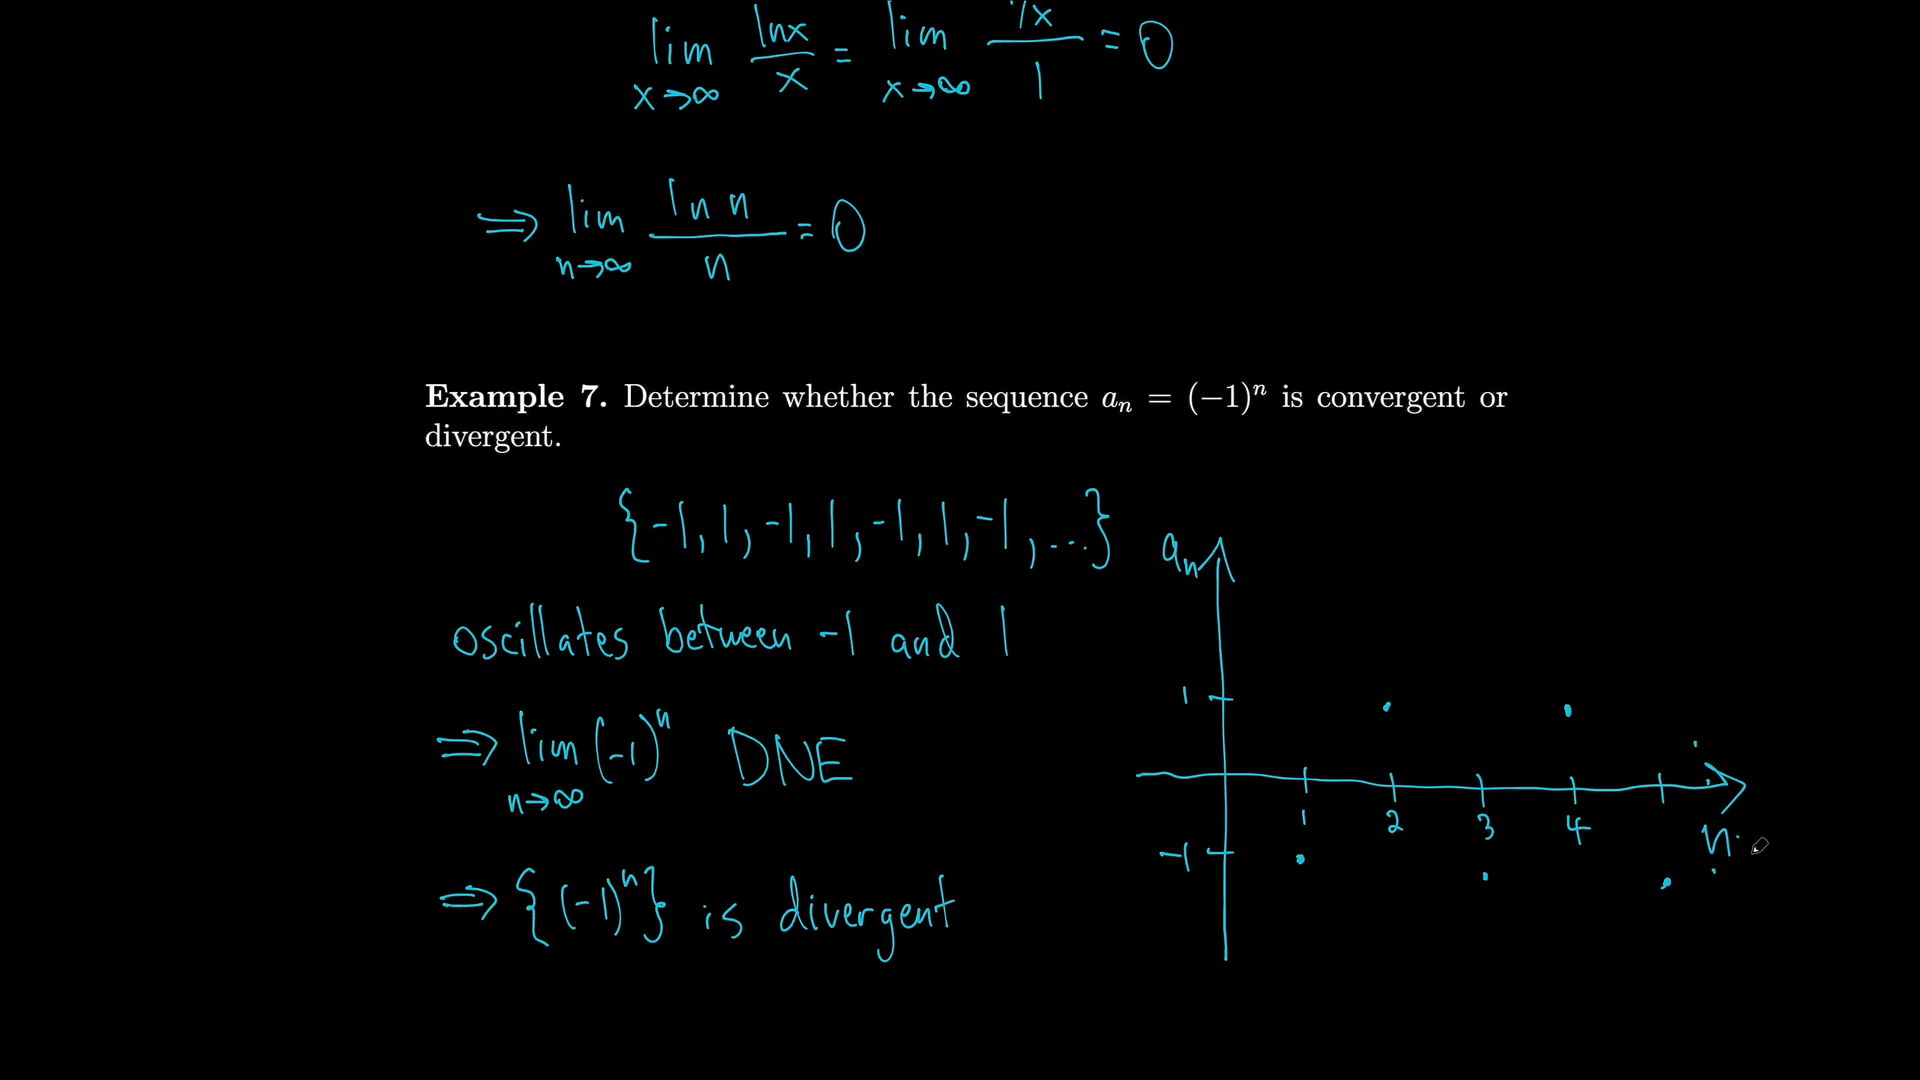 lim x→∞ lnx/x = lim x→∞ 1/x / 1 = 0
⇒ lim n→∞ ln n / n = 0
Example 7. Determine whether the sequence aₙ = (−1)ⁿ is convergent or
divergent.
{-1, 1, -1, 1, -1, 1, -1, ...}
oscillates between -1 and 1
⇒ lim n→∞ (-1)ⁿ DNE
⇒ {(-1)ⁿ} is divergent
aₙ
1
1 2 3 4
n
-1